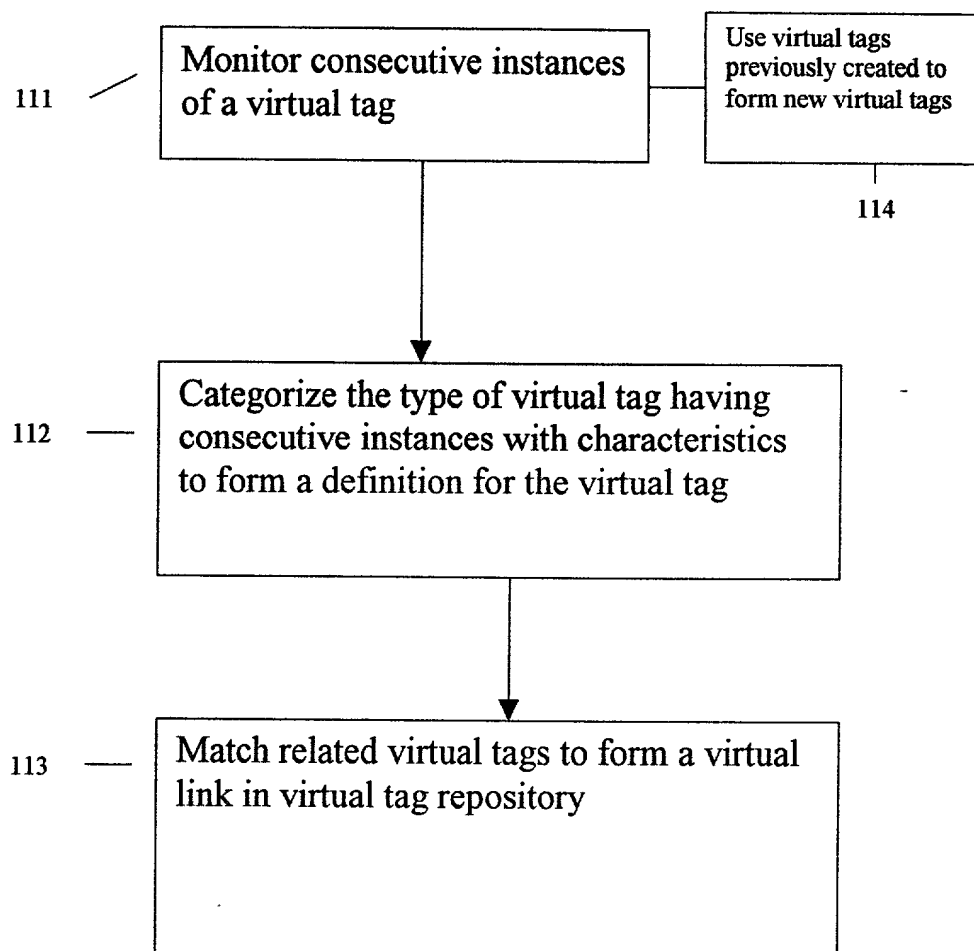 111
Monitor consecutive instances
of a virtual tag
Use virtual tags
previously created to
form new virtual tags
114
112
Categorize the type of virtual tag having
consecutive instances with characteristics
to form a definition for the virtual tag
113
Match related virtual tags to form a virtual
link in virtual tag repository